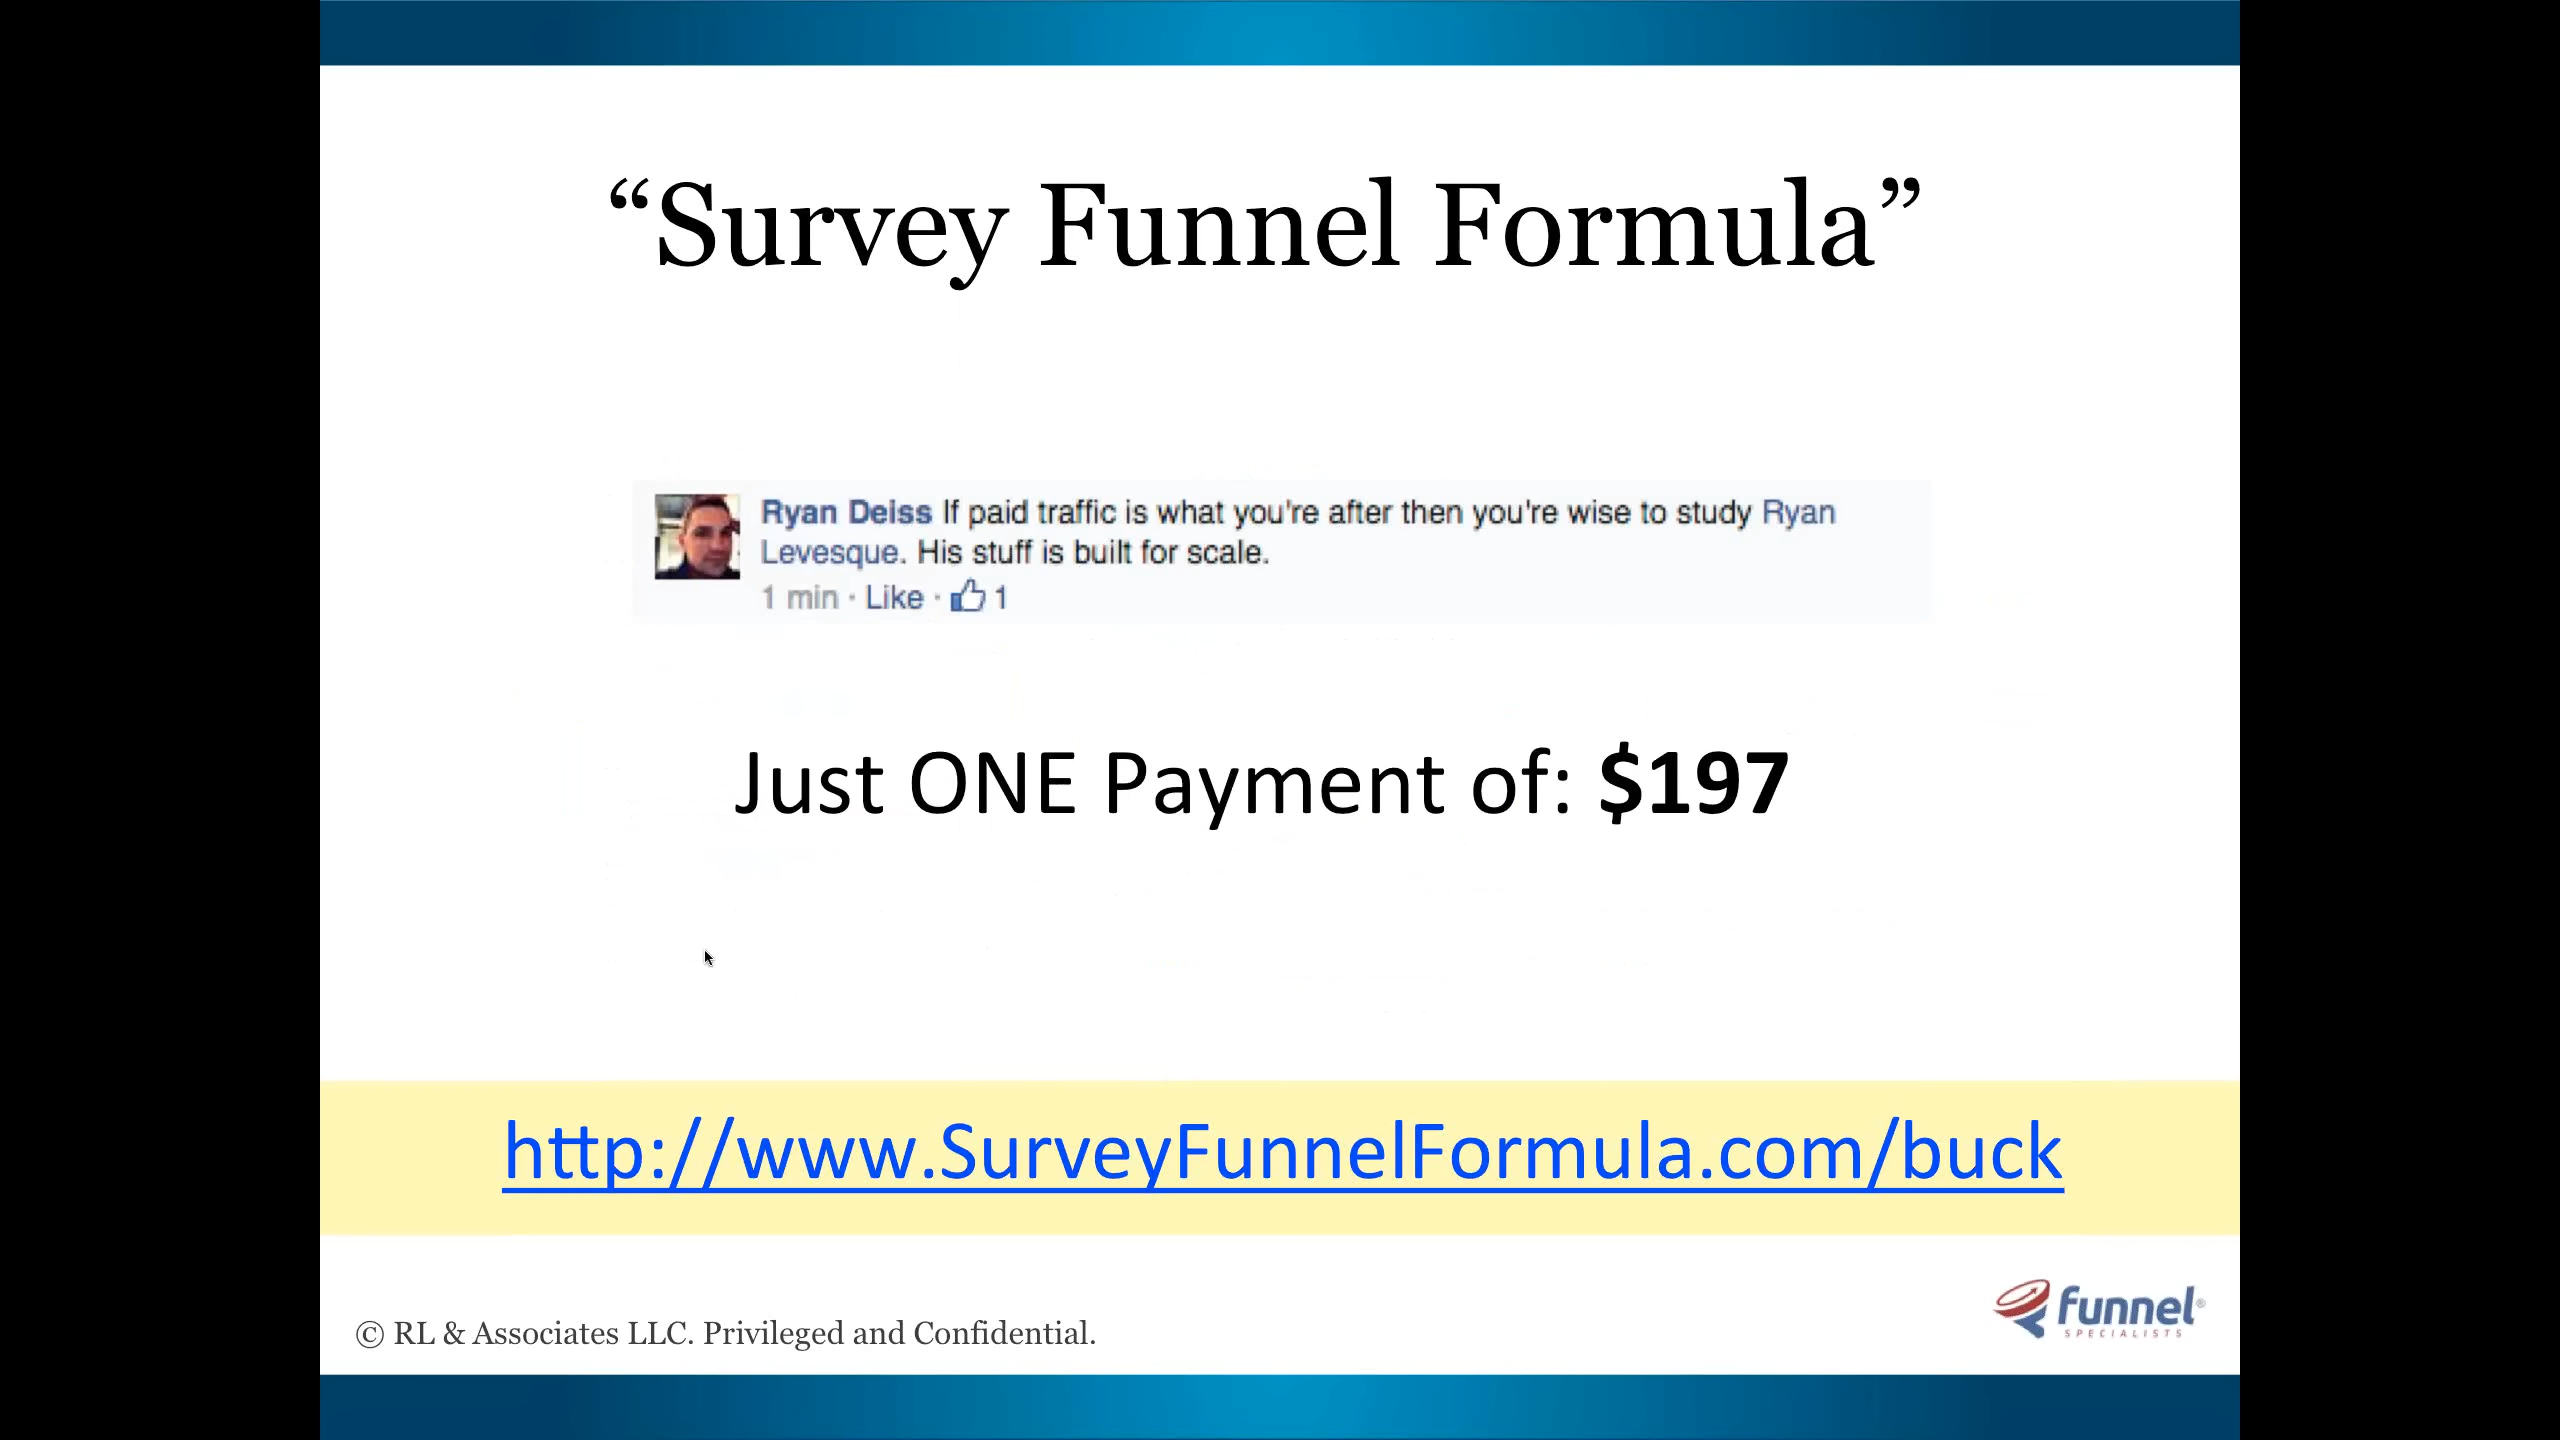 “Survey Funnel Formula”
Ryan Deiss If paid traffic is what you're after then you're wise to study Ryan
Levesque. His stuff is built for scale.
1 min · Like · 1
Just ONE Payment of: $197
http://www.SurveyFunnelFormula.com/buck
© RL & Associates LLC. Privileged and Confidential.
funnel®
SPECIALISTS